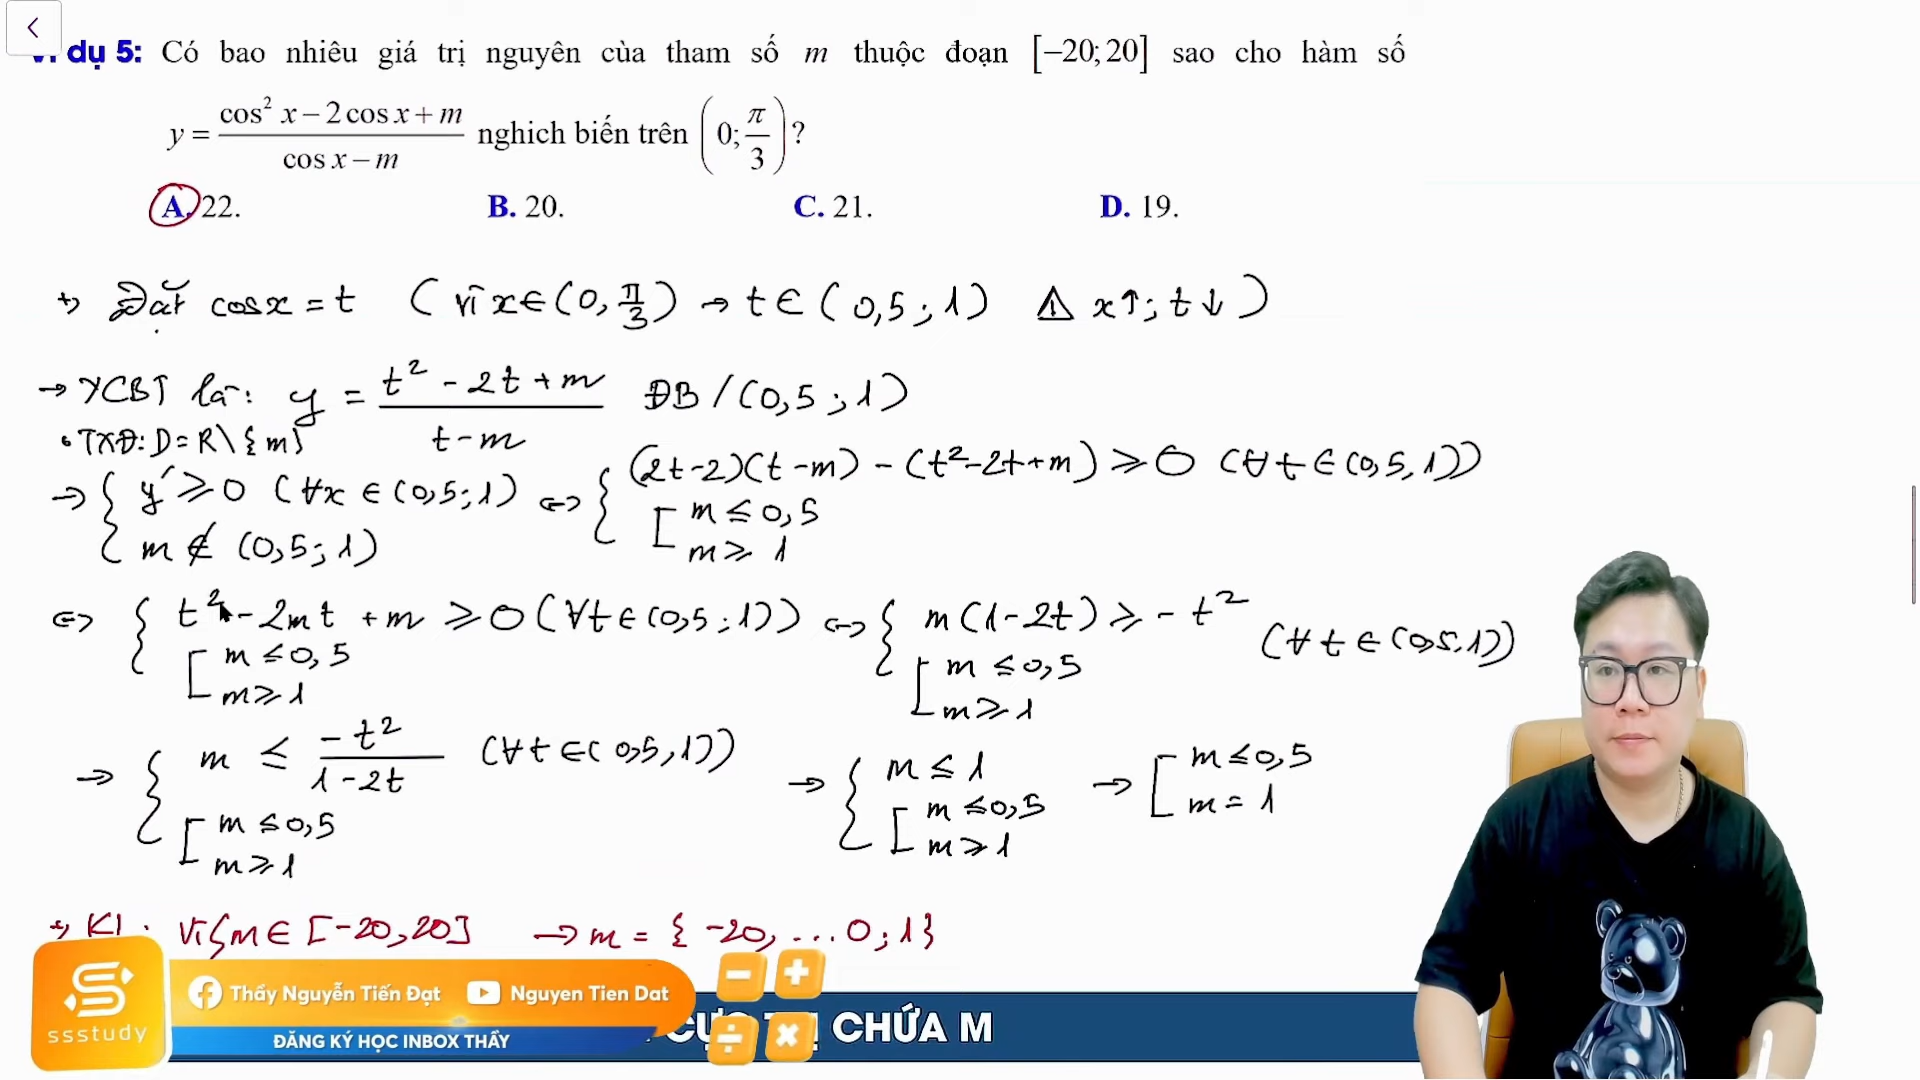 dụ 5: Có bao nhiêu giá trị nguyên của tham số m thuộc đoạn [−20;20] sao cho hàm số
y = (cos² x − 2 cos x + m)/(cos x − m) nghịch biến trên (0; π/3)?
A. 22. B. 20. C. 21. D. 19.
+> Đặt cosx = t (vì x ∈ (0, π/3) → t ∈ (0,5 ; 1) ⚠ x↑; t↓)
→ YCBT là: y = (t² - 2t + m)/(t - m) ĐB / (0,5 ; 1)
• TXĐ: D = R\{m}
→ { y' ≥ 0 (∀x ∈ (0,5;1) ⇔ { (2t-2)(t-m) - (t²-2t+m) ≥ 0 (∀t ∈ (0,5,1))
m ∉ (0,5;1) [ m ≤ 0,5
m ≥ 1
⇔ { t² - 2mt + m ≥ 0 (∀t ∈ (0,5;1)) ⇔ { m(1-2t) ≥ -t² (∀t ∈ (0,5,1))
[ m ≤ 0,5 [ m ≤ 0,5
m ≥ 1 m ≥ 1
→ { m ≤ -t²/(1-2t) (∀t ∈ (0,5,1)) → { m ≤ 1 → [ m ≤ 0,5
[ m ≤ 0,5 [ m ≤ 0,5 m = 1
m ≥ 1 m ≥ 1
→ KL: Vì m ∈ [-20,20] → m = { -20, ... 0; 1}
ssstudy
Thầy Nguyễn Tiến Đạt Nguyen Tien Dat
ĐĂNG KÝ HỌC INBOX THẦY
CHỨA M